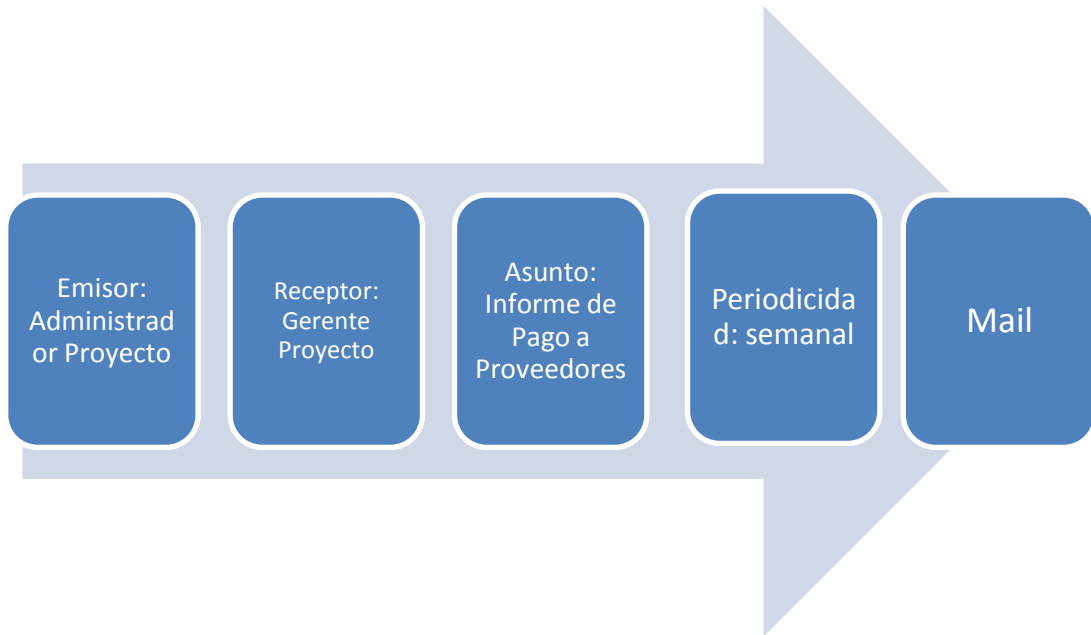 Emisor:
Administrad
or Proyecto
Receptor:
Gerente
Proyecto
Asunto:
Informe de
Pago a
Proveedores
Periodicida
d: semanal
Mail